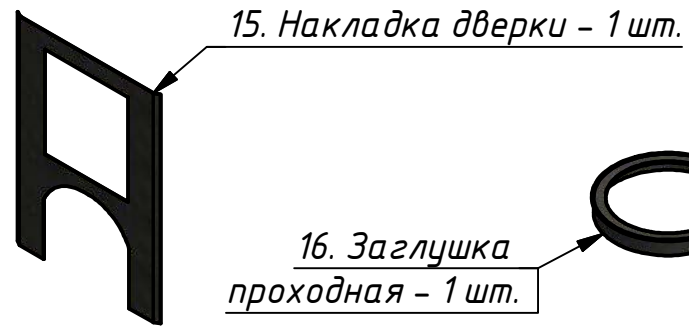 15. Накладка дверки - 1 шт.
16. Заглушка
проходная - 1 шт.